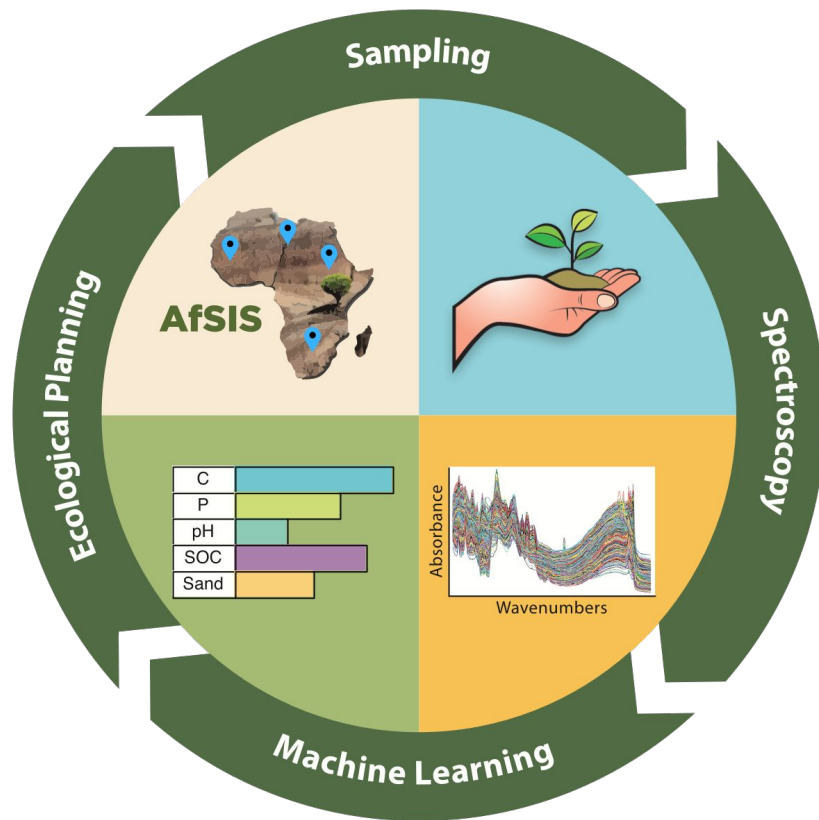 Sampling
Spectroscopy
Machine Learning
Ecological Planning
AfSIS
C
P
pH
SOC
Sand
Absorbance
Wavenumbers